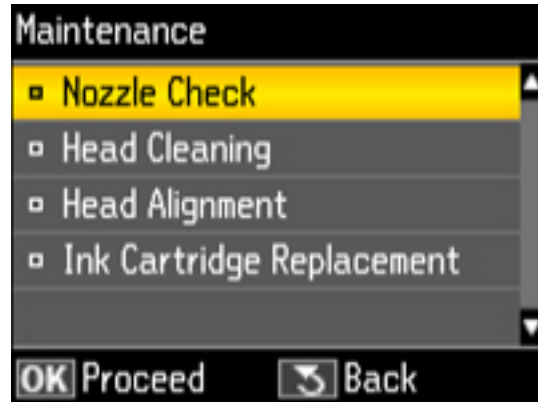 Maintenance
Nozzle Check
Head Cleaning
Head Alignment
Ink Cartridge Replacement
OK Proceed Back